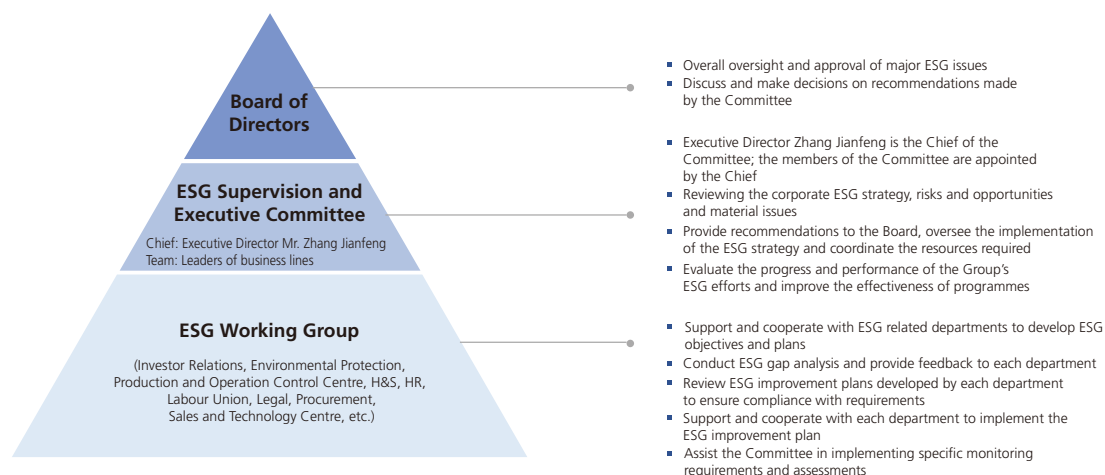 Board of
Directors
▪ Overall oversight and approval of major ESG issues
▪ Discuss and make decisions on recommendations made
by the Committee
ESG Supervision and
Executive Committee
Chief: Executive Director Mr. Zhang Jianfeng
Team: Leaders of business lines
▪ Executive Director Zhang Jianfeng is the Chief of the
Committee; the members of the Committee are appointed
by the Chief
▪ Reviewing the corporate ESG strategy, risks and opportunities
and material issues
▪ Provide recommendations to the Board, oversee the implementation
of the ESG strategy and coordinate the resources required
▪ Evaluate the progress and performance of the Group’s
ESG efforts and improve the effectiveness of programmes
ESG Working Group
(Investor Relations, Environmental Protection,
Production and Operation Control Centre, H&S, HR,
Labour Union, Legal, Procurement,
Sales and Technology Centre, etc.)
▪ Support and cooperate with ESG related departments to develop ESG
objectives and plans
▪ Conduct ESG gap analysis and provide feedback to each department
▪ Review ESG improvement plans developed by each department
to ensure compliance with requirements
▪ Support and cooperate with each department to implement the
ESG improvement plan
▪ Assist the Committee in implementing specific monitoring
requirements and assessments